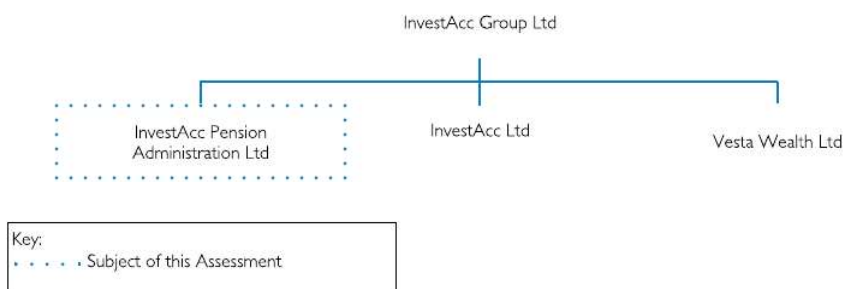 InvestAcc Group Ltd
InvestAcc Pension
Administration Ltd
InvestAcc Ltd
Vesta Wealth Ltd
Key:
Subject of this Assessment